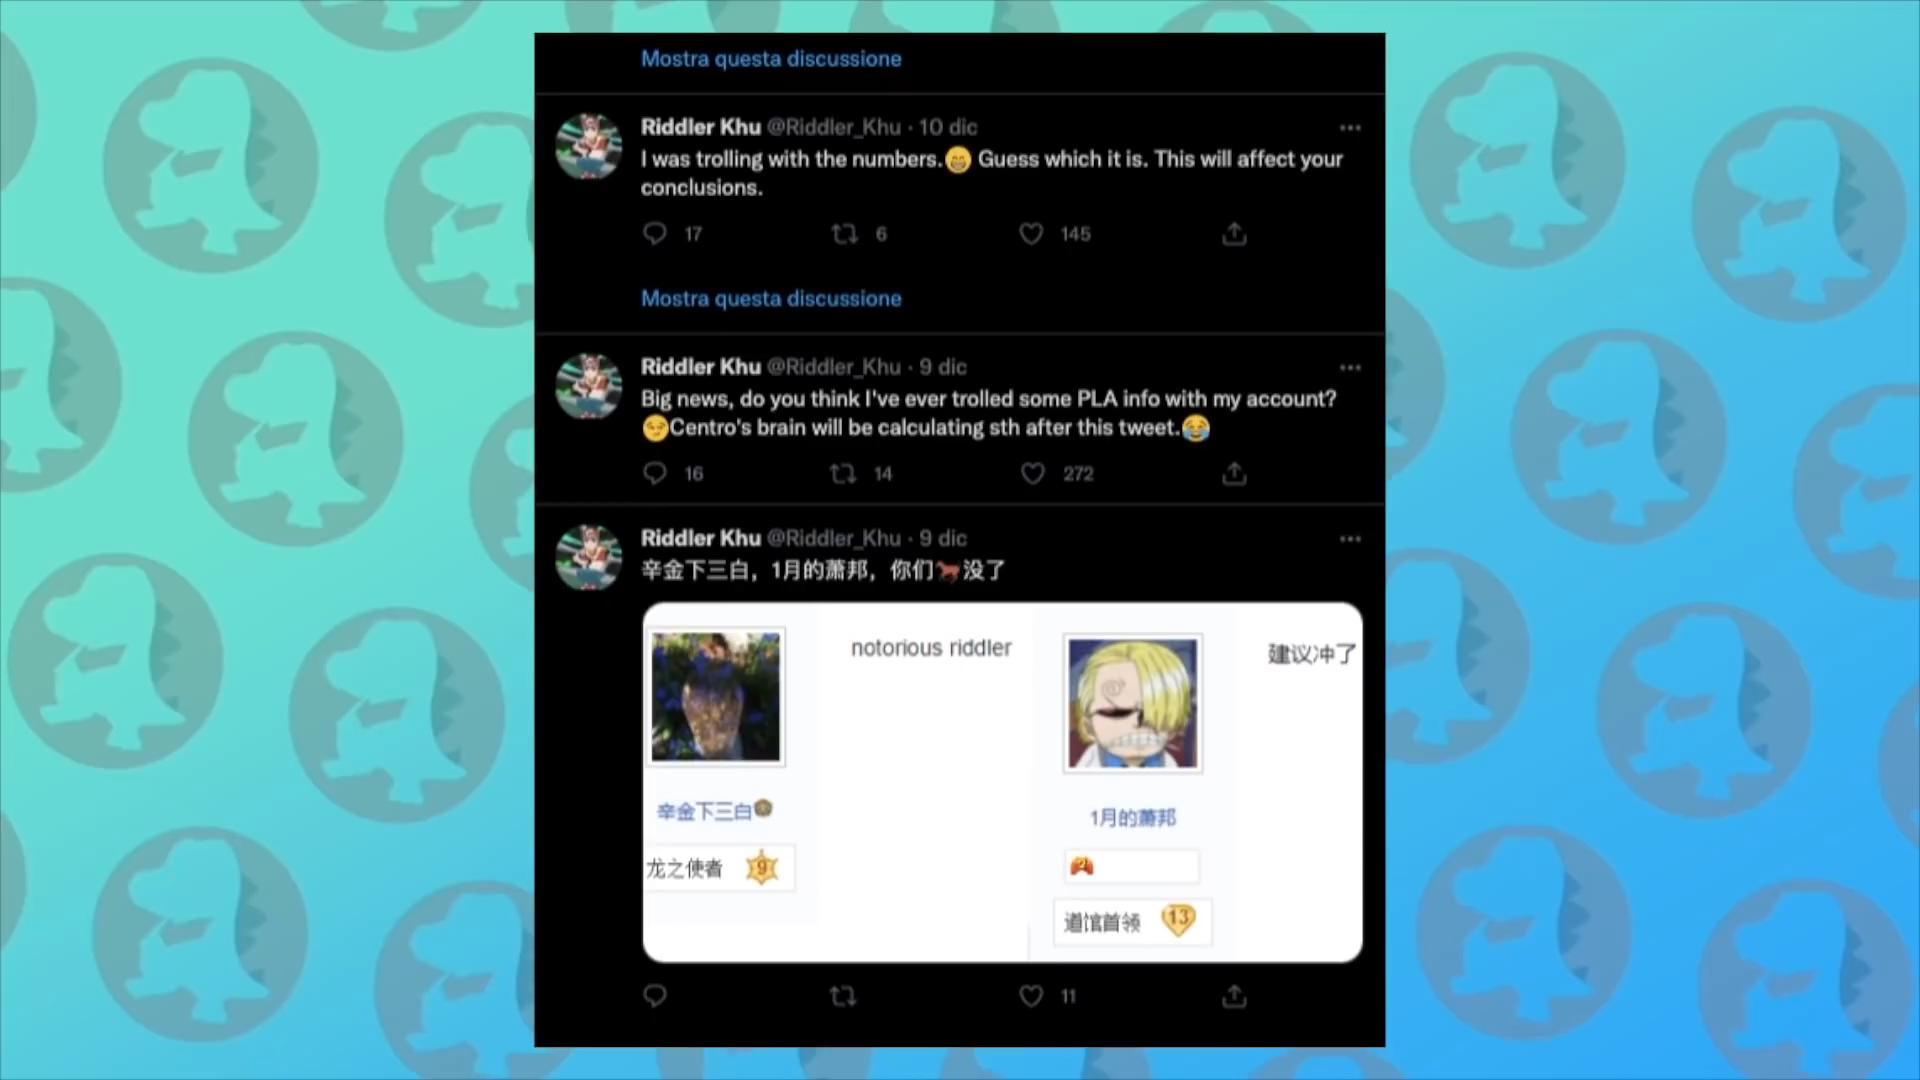 Mostra questa discussione
Riddler Khu @Riddler_Khu · 10 dic
I was trolling with the numbers.😁 Guess which it is. This will affect your
conclusions.
17 6 145
Mostra questa discussione
Riddler Khu @Riddler_Khu · 9 dic
Big news, do you think I've ever trolled some PLA info with my account?
😏Centro's brain will be calculating sth after this tweet.😂
16 14 272
Riddler Khu @Riddler_Khu · 9 dic
辛金下三白，1月的萧邦，你们🐎没了
notorious riddler
建议冲了
辛金下三白
1月的萧邦
龙之使者 9
2
道馆首领 13
11